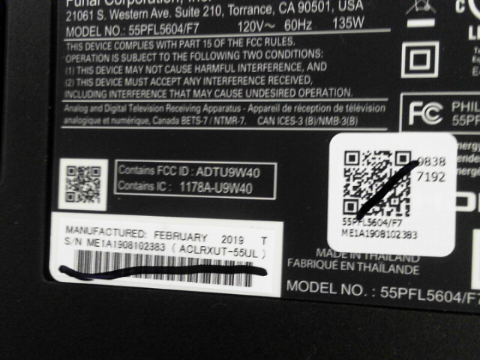 Funai Corporation, Inc.
21061 S. Western Ave. Suite 210, Torrance, CA 90501, USA
MODEL NO.: 55PFL5604/F7 120V~ 60Hz 135W
THIS DEVICE COMPLIES WITH PART 15 OF THE FCC RULES.
OPERATION IS SUBJECT TO THE FOLLOWING TWO CONDITIONS:
(1) THIS DEVICE MAY NOT CAUSE HARMFUL INTERFERENCE, AND
(2) THIS DEVICE MUST ACCEPT ANY INTERFERENCE RECEIVED,
INCLUDING INTERFERENCE THAT MAY CAUSE UNDESIRED OPERATION.
Analog and Digital Television Receiving Apparatus - Appareil de réception de télévision
analogique et numérique, Canada BETS-7 / NTMR-7. CAN ICES-3 (B)/NMB-3(B)
FC
PHIL
55PFL
Contains FCC ID : ADTU9W40
Contains IC : 1178A-U9W40
9838
7192
55PFL5604/F7
ME1A1908102383
MANUFACTURED: FEBRUARY 2019 T
S/N ME1A1908102383 ( ACLRXUT-55UL )
MADE IN THAILAND
FABRIQUÉ EN THAÏLANDE
MODEL NO. : 55PFL5604/F7